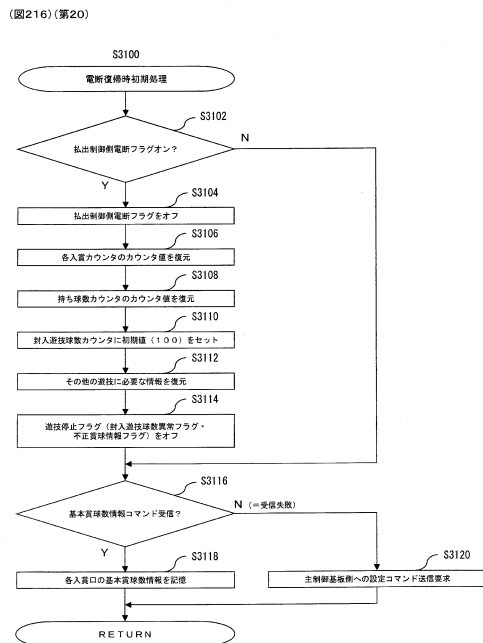 (図216)(第20)
S3100
電断復帰時初期処理
S3102
払出制御側電断フラグオン？
N
Y
S3104
払出制御側電断フラグをオフ
S3106
各入賞カウンタのカウンタ値を復元
S3108
持ち球数カウンタのカウンタ値を復元
S3110
封入遊技球数カウンタに初期値（１００）をセット
S3112
その他の遊技に必要な情報を復元
S3114
遊技停止フラグ（封入遊技球数異常フラグ・
不正賞球情報フラグ）をオフ
S3116
基本賞球数情報コマンド受信？
N （＝受信失敗）
Y
S3118
各入賞口の基本賞球数情報を記憶
S3120
主制御基板側への設定コマンド送信要求
RETURN